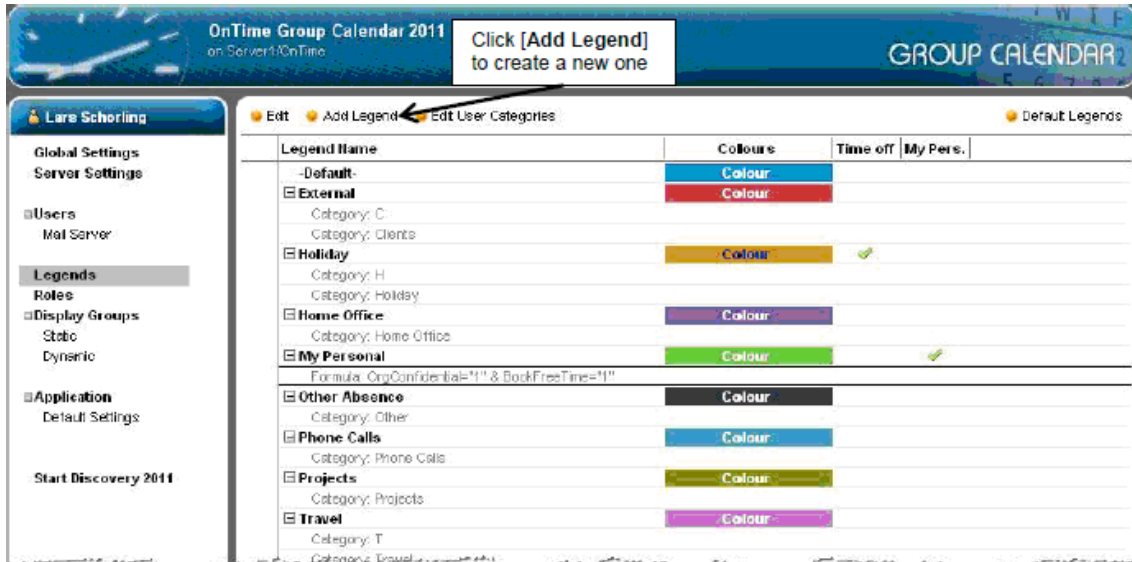 OnTime Group Calendar 2011
on Server1/OnTime
Click [Add Legend]
to create a new one
GROUP CALENDAR
Lara Schorling
Edit
Add Legend
Edit User Categories
Default Legends
Global Settings
Server Settings
Users
Mail Server
Legends
Roles
Display Groups
Static
Dynamic
Application
Default Settings
Start Discovery 2011
Legend Name Colours Time off My Pers.
-Default- Colour
External Colour
Category: C
Category: Clients
Holiday Colour
Category: H
Category: Holiday
Home Office Colour
Category: Home Office
My Personal Colour
Formula: OrgConfidential="1" & BookFreeTime="1"
Other Absence Colour
Category: Other
Phone Calls Colour
Category: Phone Calls
Projects Colour
Category: Projects
Travel Colour
Category: T
Category: Travel